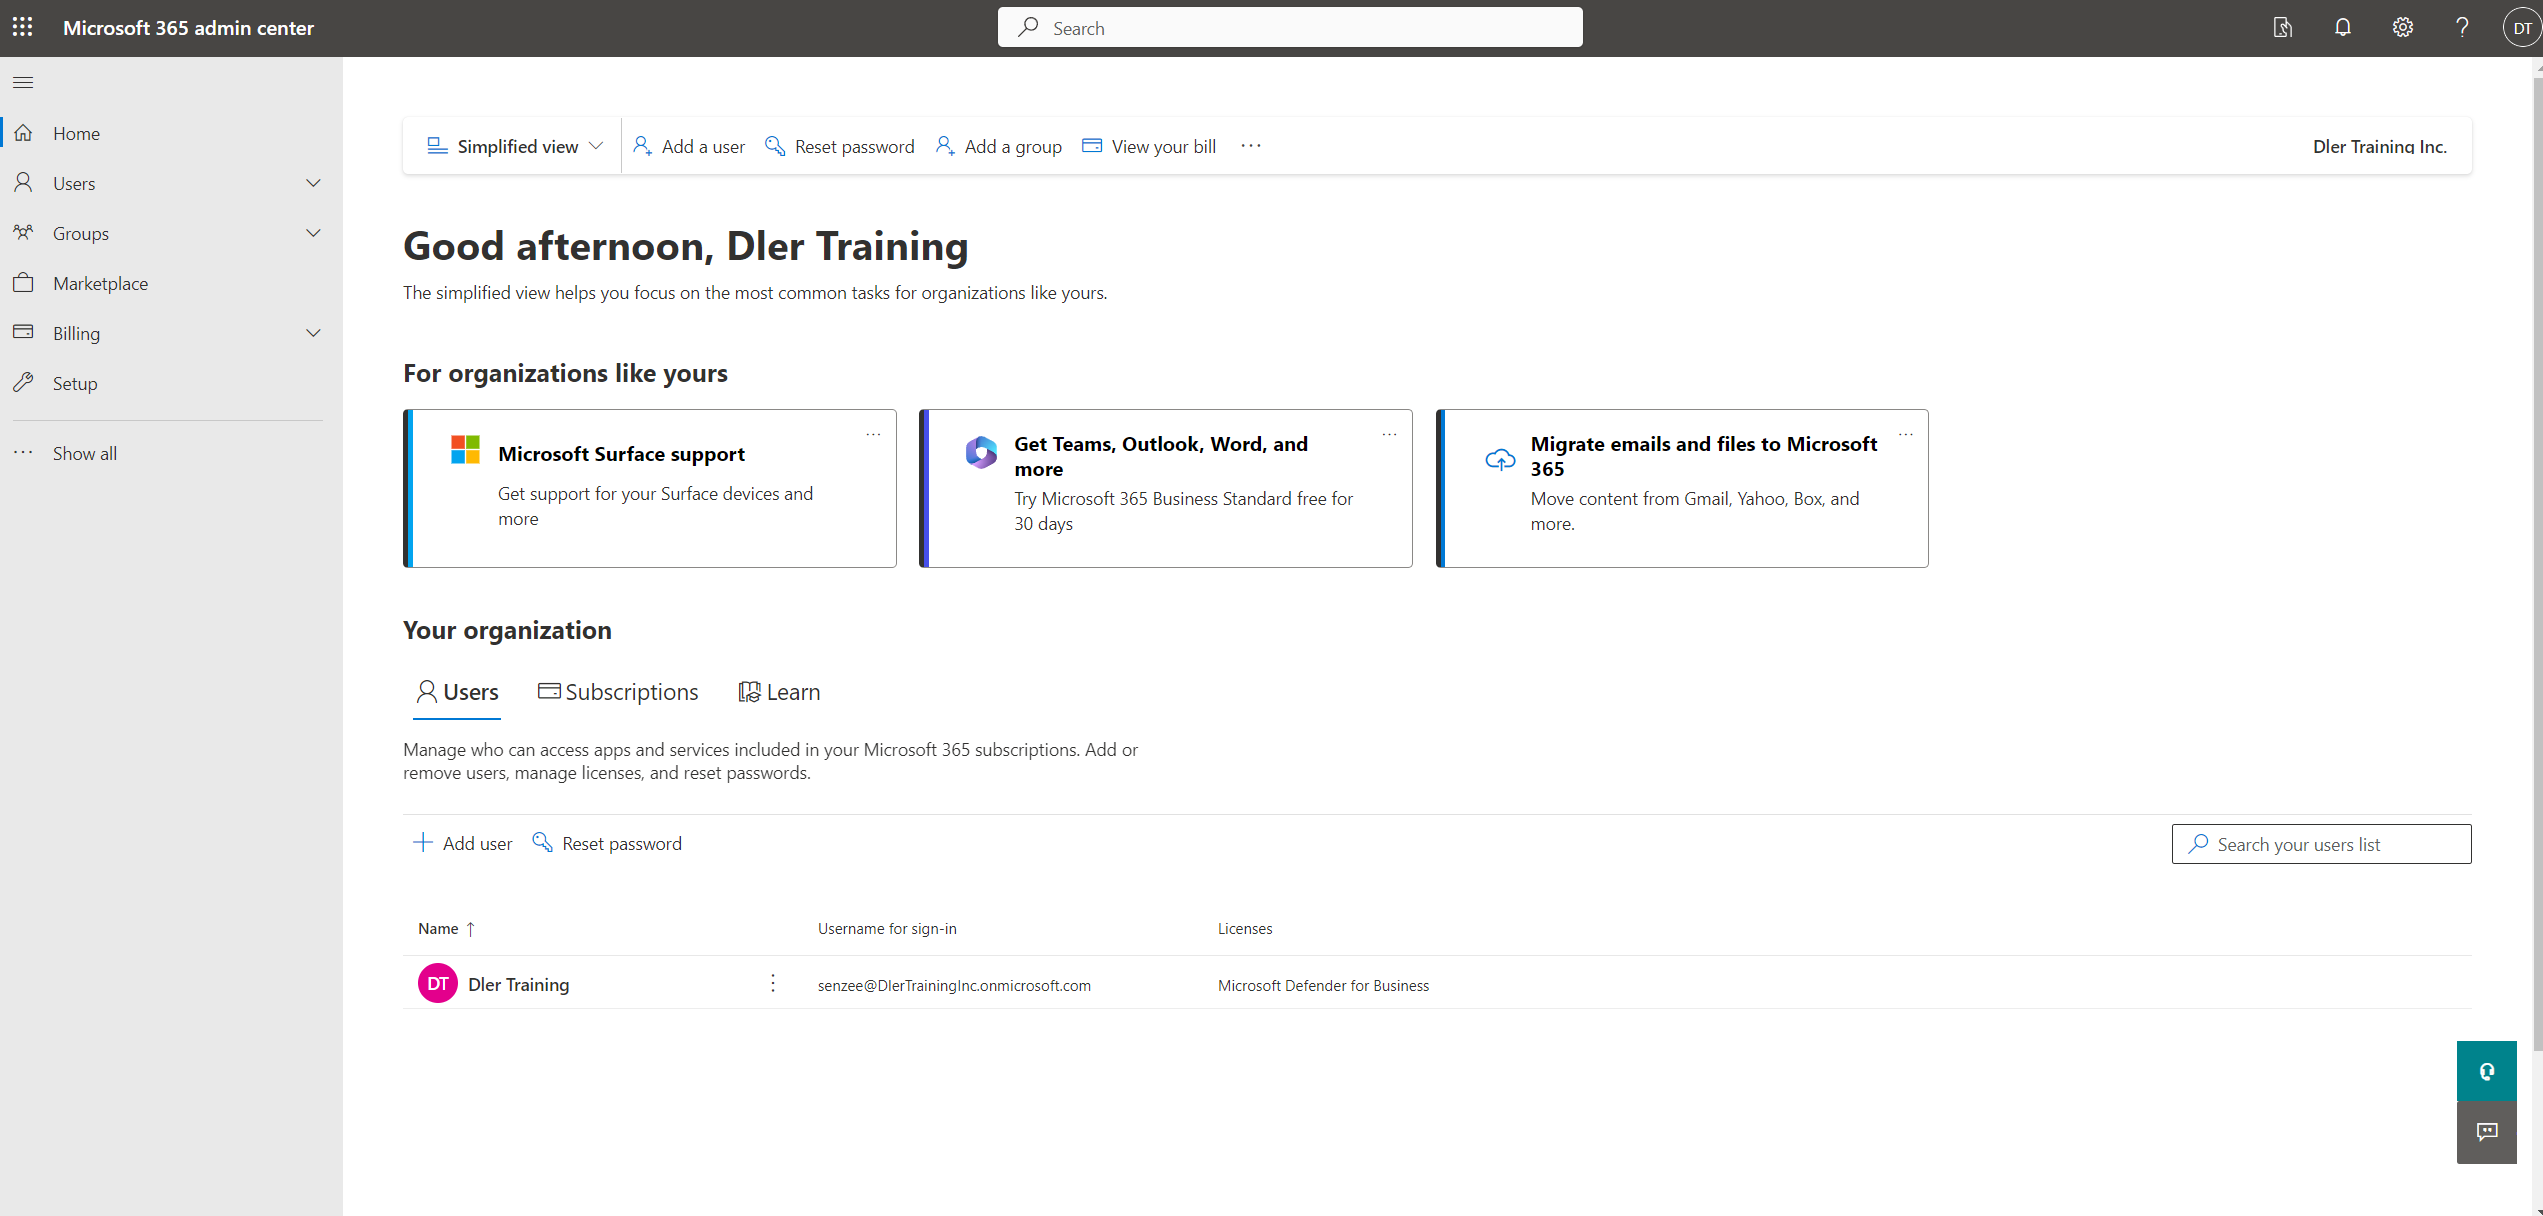 Microsoft 365 admin center
Search
DT
Home
Users
Groups
Marketplace
Billing
Setup
Show all
Simplified view
Add a user
Reset password
Add a group
View your bill
Dler Training Inc.
Good afternoon, Dler Training
The simplified view helps you focus on the most common tasks for organizations like yours.
For organizations like yours
Microsoft Surface support
Get support for your Surface devices and
more
Get Teams, Outlook, Word, and
more
Try Microsoft 365 Business Standard free for
30 days
Migrate emails and files to Microsoft
365
Move content from Gmail, Yahoo, Box, and
more.
Your organization
Users
Subscriptions
Learn
Manage who can access apps and services included in your Microsoft 365 subscriptions. Add or
remove users, manage licenses, and reset passwords.
Add user
Reset password
Search your users list
Name ↑
Username for sign-in
Licenses
DT
Dler Training
senzee@DlerTrainingInc.onmicrosoft.com
Microsoft Defender for Business